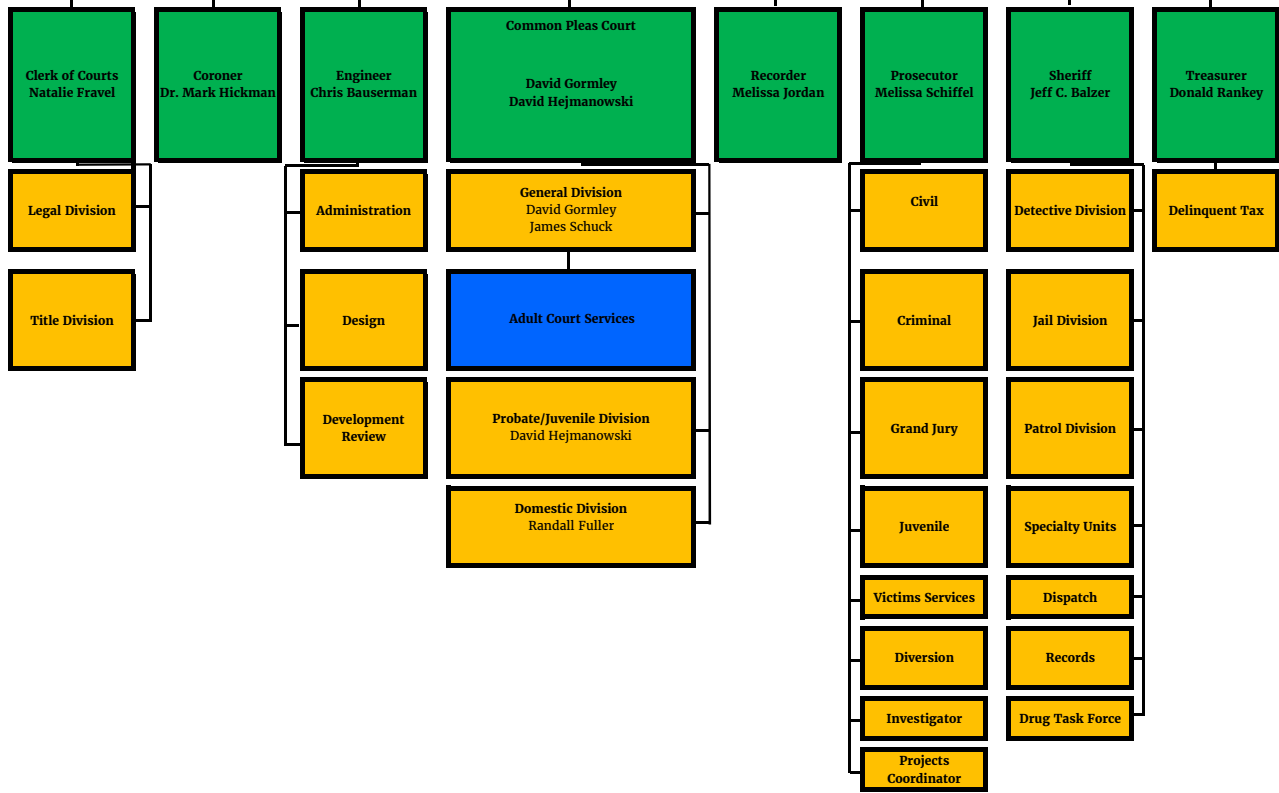 Clerk of Courts
Natalie Fravel
Coroner
Dr. Mark Hickman
Engineer
Chris Bauserman
Common Pleas Court
David Gormley
David Hejmanowski
Recorder
Melissa Jordan
Prosecutor
Melissa Schiffel
Sheriff
Jeff C. Balzer
Treasurer
Donald Rankey
Legal Division
Title Division
Administration
Design
Development
Review
General Division
David Gormley
James Schuck
Adult Court Services
Probate/Juvenile Division
David Hejmanowski
Domestic Division
Randall Fuller
Civil
Criminal
Grand Jury
Juvenile
Victims Services
Diversion
Investigator
Projects
Coordinator
Detective Division
Jail Division
Patrol Division
Specialty Units
Dispatch
Records
Drug Task Force
Delinquent Tax